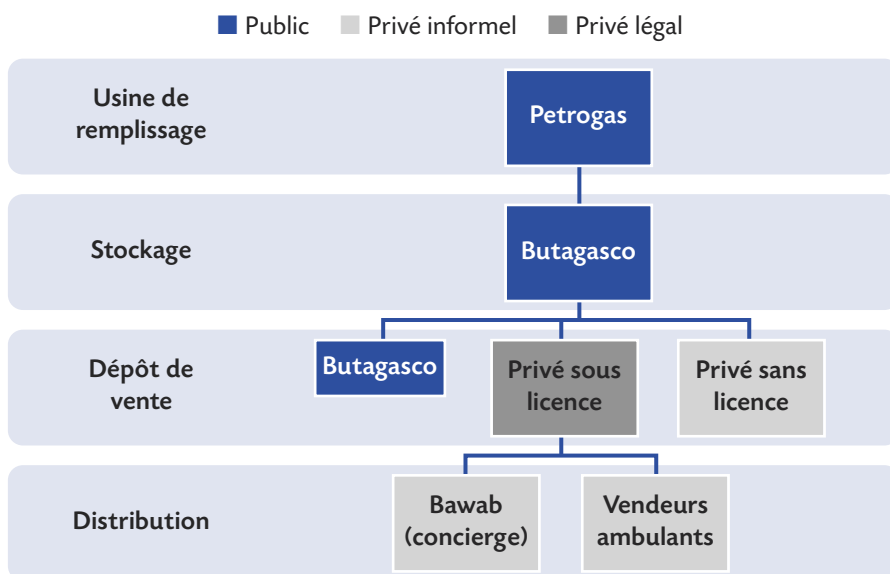 Public Privé informel Privé légal
Usine de
remplissage
Petrogas
Stockage
Butagasco
Dépôt de
vente
Butagasco
Privé sous
licence
Privé sans
licence
Distribution
Bawab
(concierge)
Vendeurs
ambulants